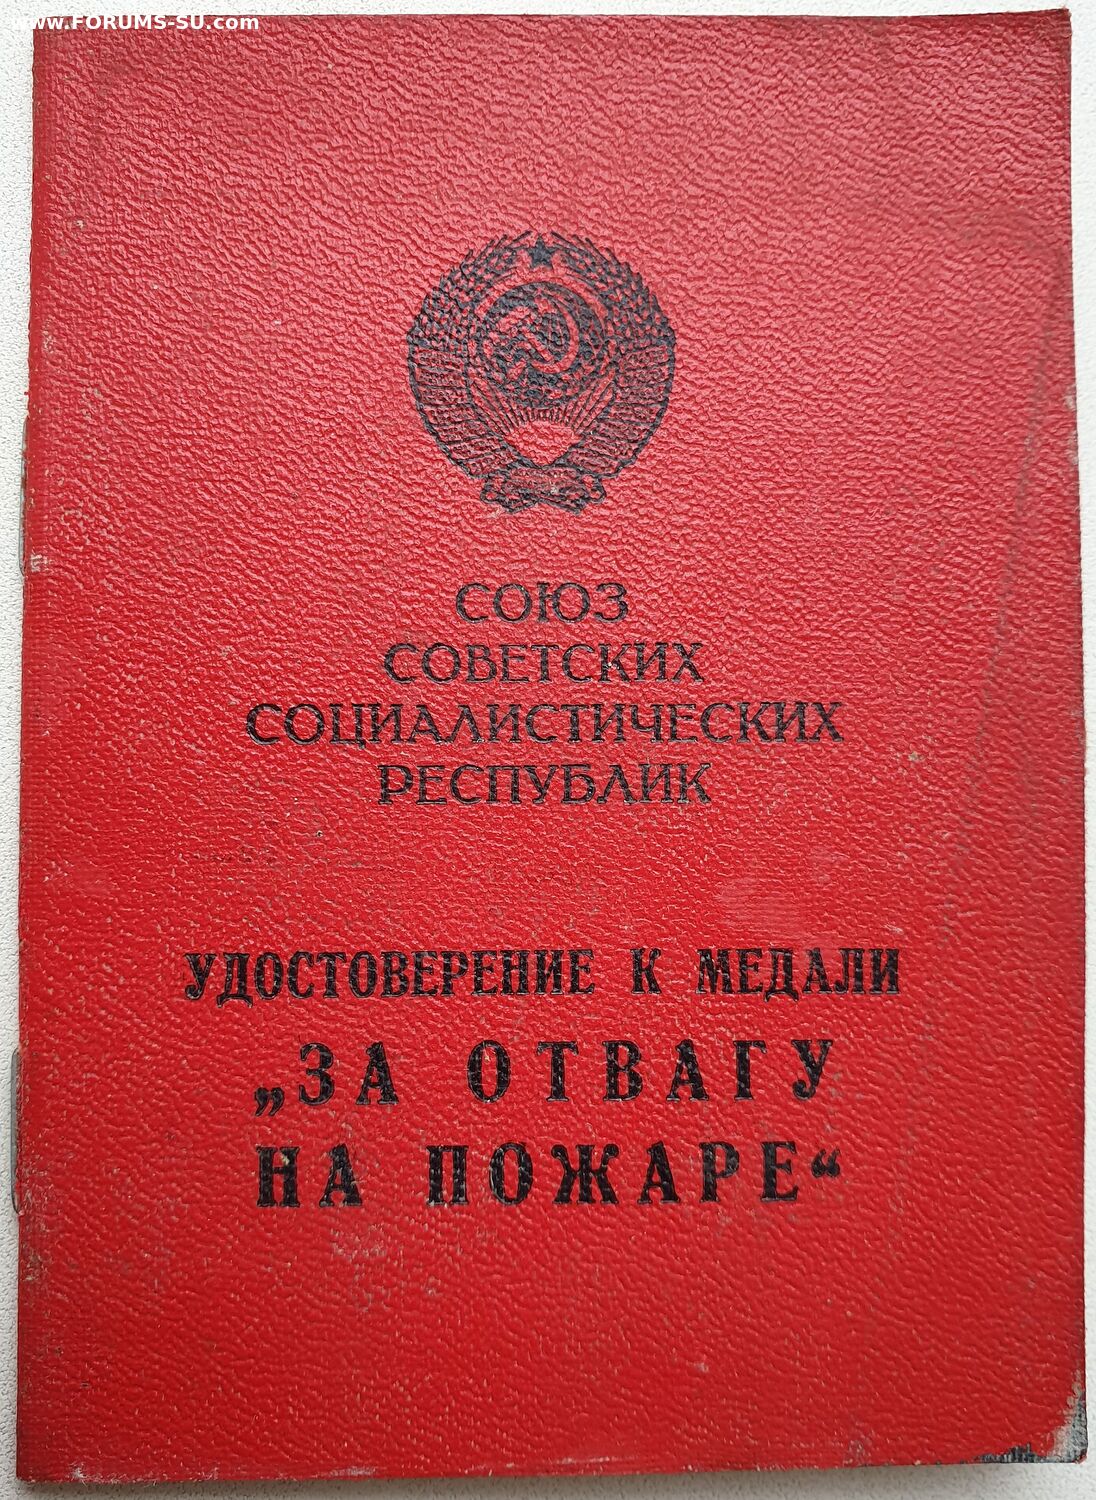 www.FORUMS-SU.com
СОЮЗ
СОВЕТСКИХ
СОЦИАЛИСТИЧЕСКИХ
РЕСПУБЛИК
УДОСТОВЕРЕНИЕ К МЕДАЛИ
„ЗА ОТВАГУ
НА ПОЖАРЕ“